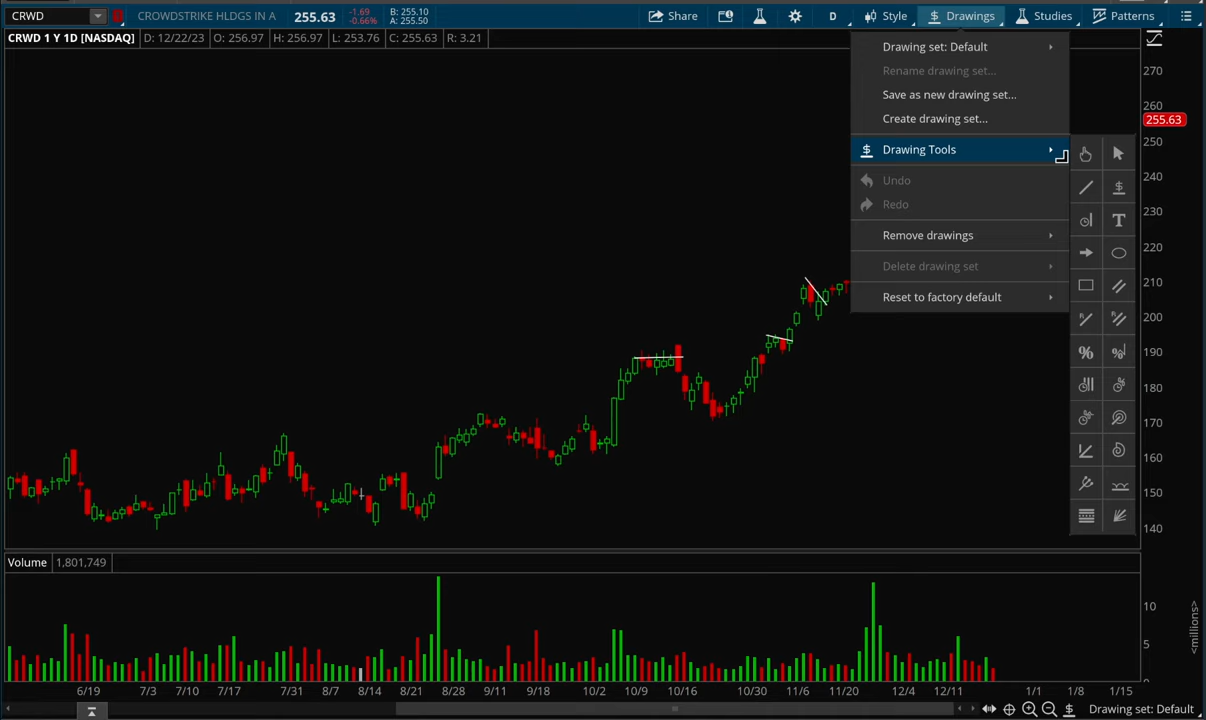 CRWD CROWDSTRIKE HLDGS IN A 255.63 -1.69 -0.66% B: 255.10 A: 255.50 Share D Style $ Drawings Studies Patterns
CRWD 1 Y 1D [NASDAQ] D: 12/22/23 O: 256.97 H: 256.97 L: 253.76 C: 255.63 R: 3.21
Drawing set: Default
Rename drawing set...
Save as new drawing set...
Create drawing set...
$ Drawing Tools
Undo
Redo
Remove drawings
Delete drawing set
Reset to factory default
$
T
%
%
270
260
255.63
250
240
230
220
210
200
190
180
170
160
150
140
Volume 1,801,749
10
5
<millions>
6/19 7/3 7/10 7/17 7/31 8/7 8/14 8/21 8/28 9/11 9/18 10/2 10/9 10/16 10/30 11/6 11/20 12/4 12/11 1/1 1/8 1/15
$ Drawing set: Default